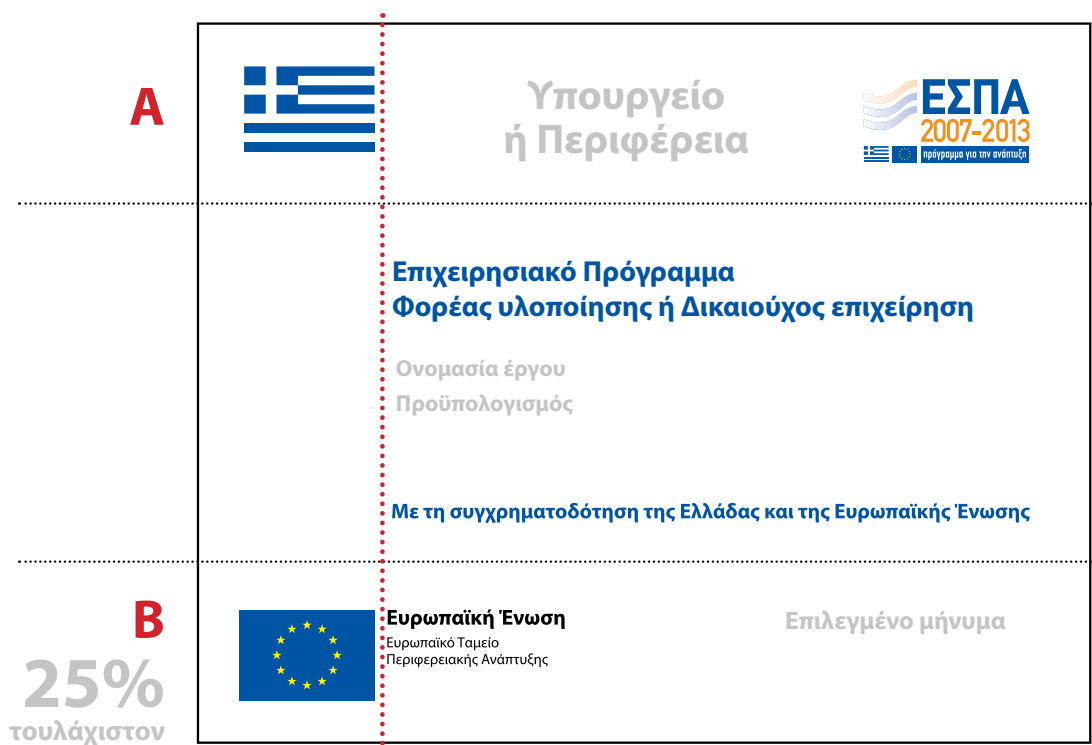 A
Υπουργείο
ή Περιφέρεια
ΕΣΠΑ
2007-2013
πρόγραμμα για την ανάπτυξη
Επιχειρησιακό Πρόγραμμα
Φορέας υλοποίησης ή Δικαιούχος επιχείρηση
Ονομασία έργου
Προϋπολογισμός
Με τη συγχρηματοδότηση της Ελλάδας και της Ευρωπαϊκής Ένωσης
B
25%
τουλάχιστον
Ευρωπαϊκή Ένωση
Ευρωπαϊκό Ταμείο
Περιφερειακής Ανάπτυξης
Επιλεγμένο μήνυμα